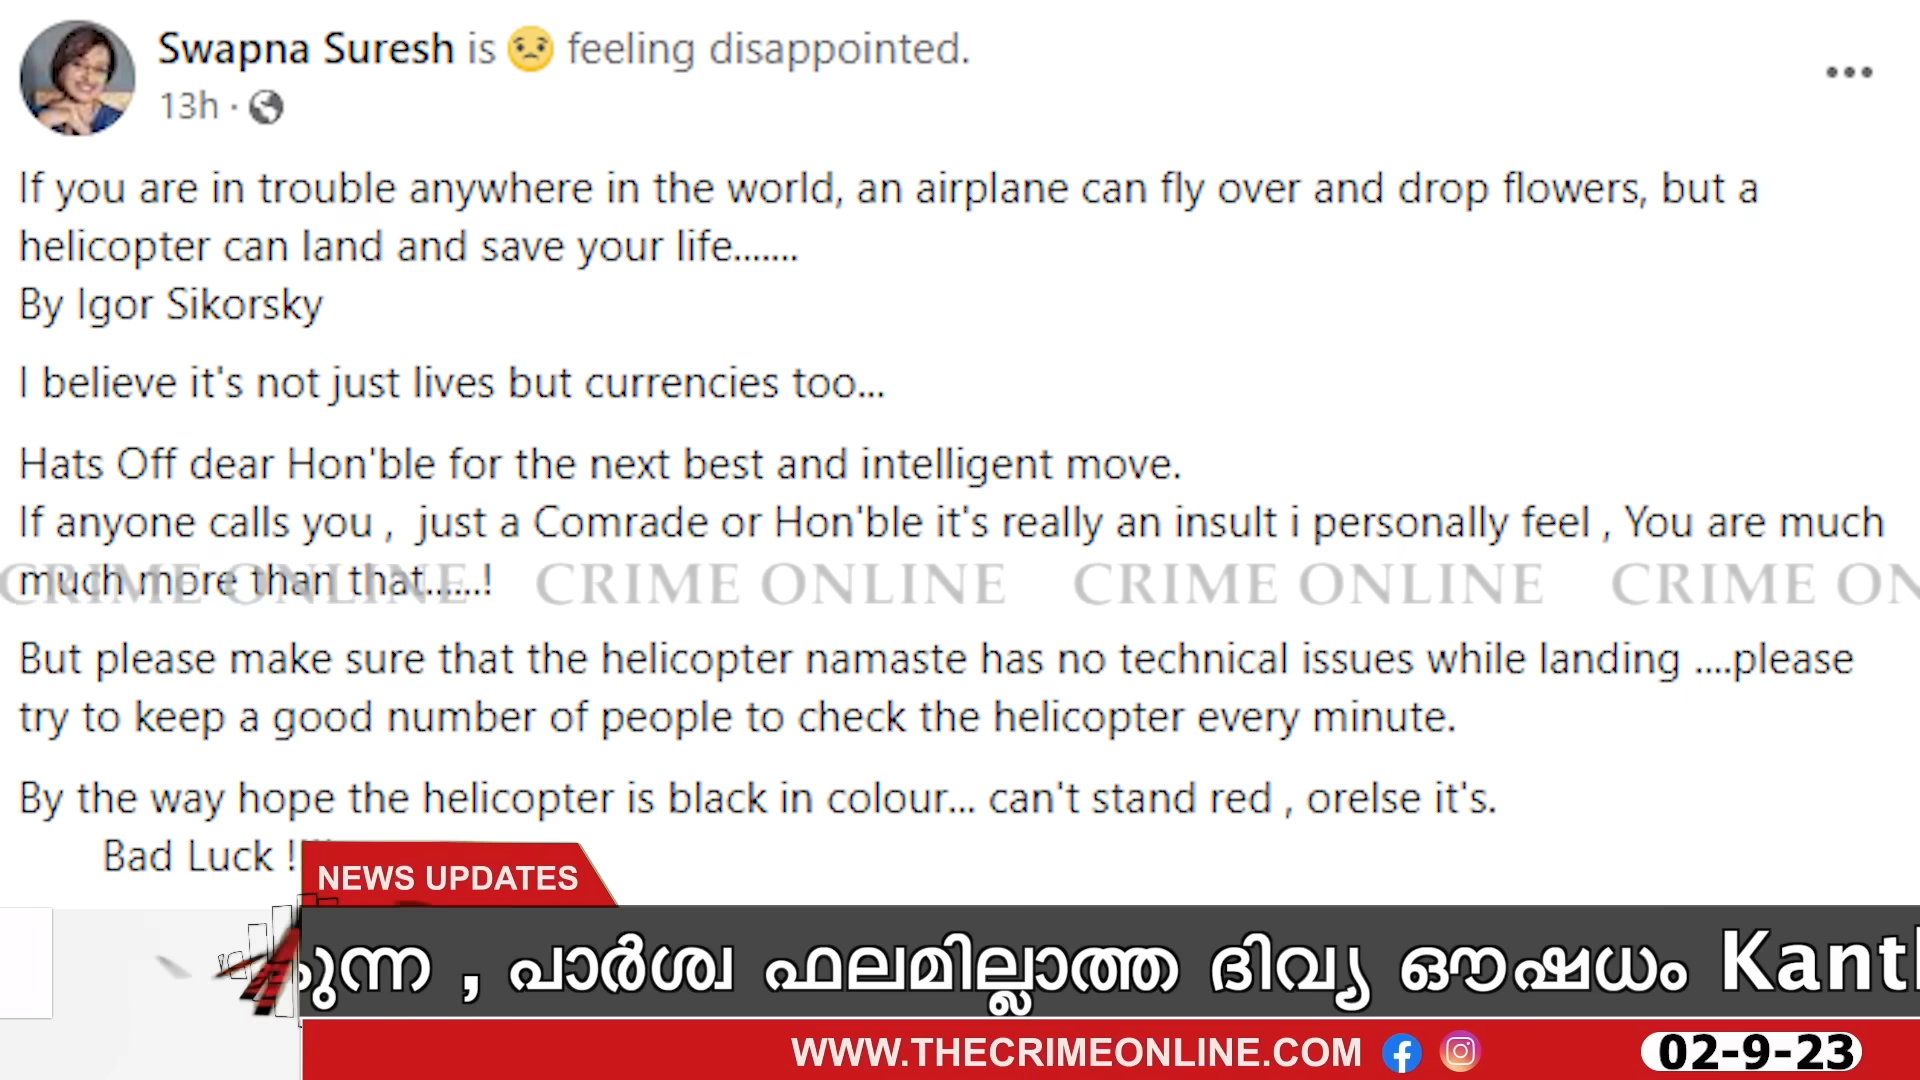 Swapna Suresh is 😟 feeling disappointed.
13h ·
If you are in trouble anywhere in the world, an airplane can fly over and drop flowers, but a
helicopter can land and save your life.......
By Igor Sikorsky
I believe it's not just lives but currencies too...
Hats Off dear Hon'ble for the next best and intelligent move.
If anyone calls you ,  just a Comrade or Hon'ble it's really an insult i personally feel , You are much
much more than that......!
CRIME ONLINE CRIME ONLINE CRIME ONLINE CRIME ON
But please make sure that the helicopter namaste has no technical issues while landing ....please
try to keep a good number of people to check the helicopter every minute.
By the way hope the helicopter is black in colour... can't stand red , orelse it's.
Bad Luck !
NEWS UPDATES
, പാർശ്വ ഫലമില്ലാത്ത ദിവ്യ ഔഷധം
WWW.THECRIMEONLINE.COM
02-9-23